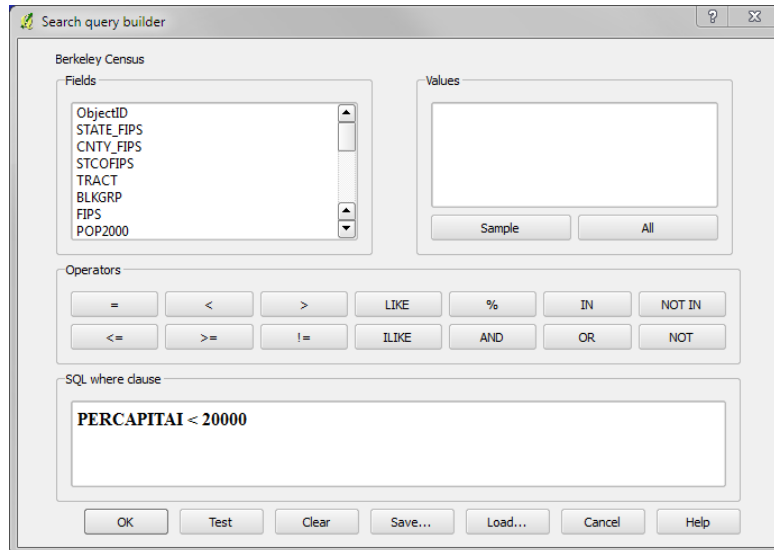 Search query builder
Berkeley Census
Fields
Values
ObjectID
STATE_FIPS
CNTY_FIPS
STCOFIPS
TRACT
BLKGRP
FIPS
POP2000
Sample All
Operators
= < > LIKE % IN NOT IN
<= >= != ILIKE AND OR NOT
SQL where clause
PERCAPITAI < 20000
OK Test Clear Save... Load... Cancel Help